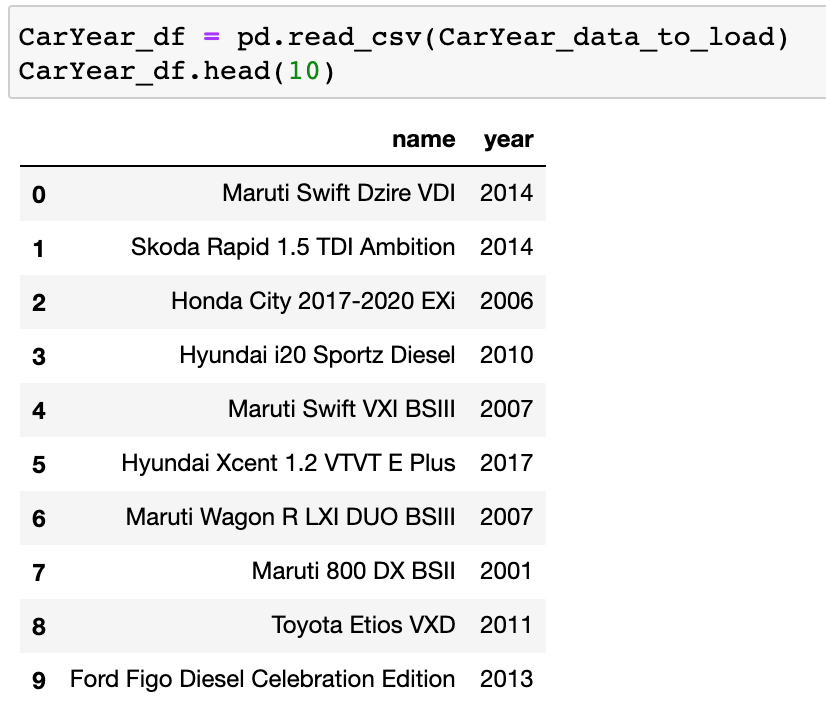 CarYear_df = pd.read_csv(CarYear_data_to_load)
CarYear_df.head(10)
name year
0 Maruti Swift Dzire VDI 2014
1 Skoda Rapid 1.5 TDI Ambition 2014
2 Honda City 2017-2020 EXi 2006
3 Hyundai i20 Sportz Diesel 2010
4 Maruti Swift VXI BSIII 2007
5 Hyundai Xcent 1.2 VTVT E Plus 2017
6 Maruti Wagon R LXI DUO BSIII 2007
7 Maruti 800 DX BSII 2001
8 Toyota Etios VXD 2011
9 Ford Figo Diesel Celebration Edition 2013